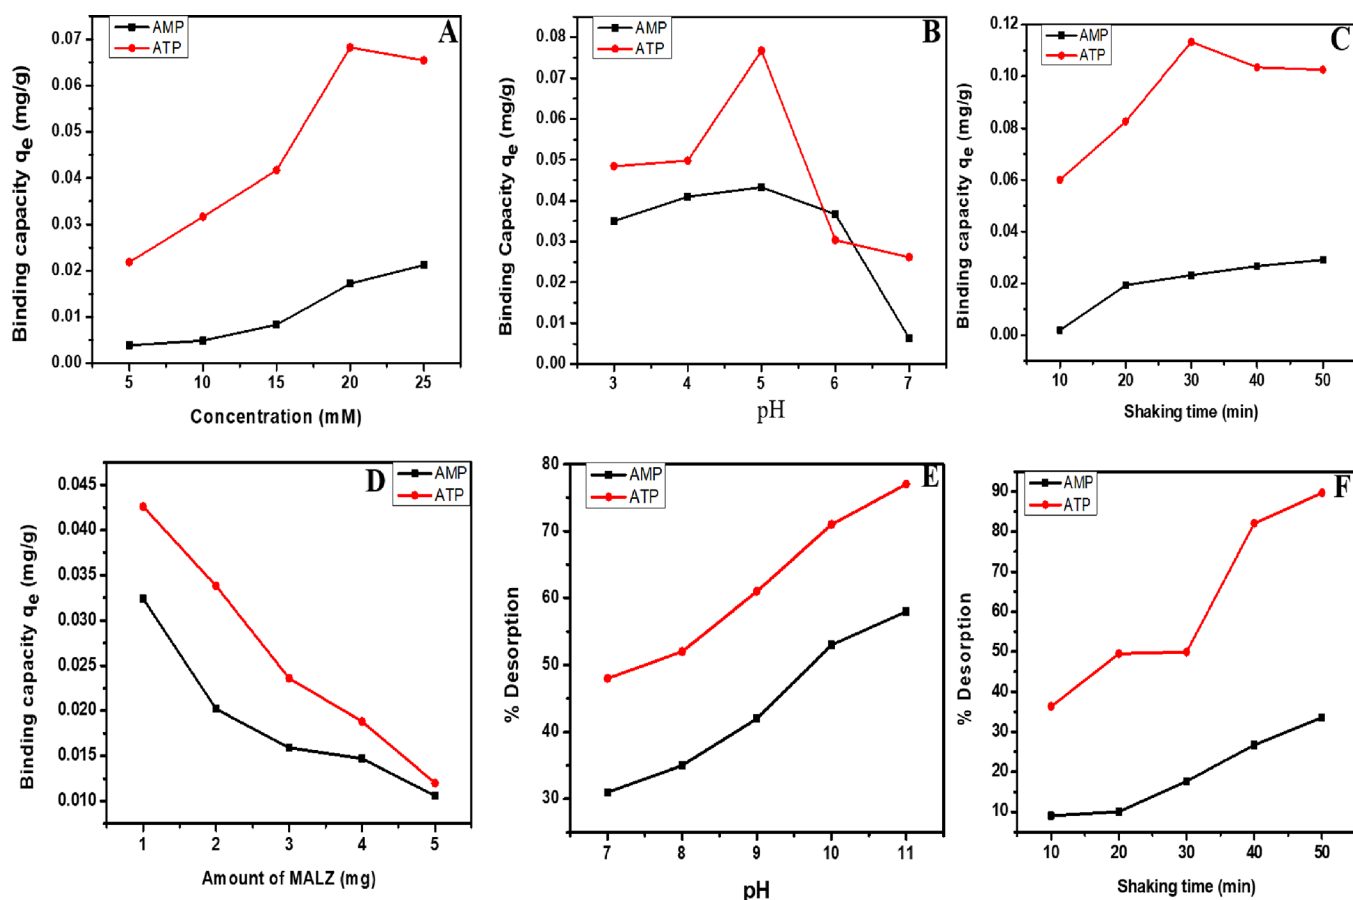 A
AMP
ATP
0.07
0.06
0.05
0.04
0.03
0.02
0.01
0.00
Binding capacity qe (mg/g)
5 10 15 20 25
Concentration (mM)
B
AMP
ATP
0.08
0.07
0.06
0.05
0.04
0.03
0.02
0.01
0.00
Binding Capacity qe (mg/g)
3 4 5 6 7
pH
C
AMP
ATP
0.12
0.10
0.08
0.06
0.04
0.02
0.00
Binding capacity qe (mg/g)
10 20 30 40 50
Shaking time (min)
D
AMP
ATP
0.045
0.040
0.035
0.030
0.025
0.020
0.015
0.010
Binding capacity qe (mg/g)
1 2 3 4 5
Amount of MALZ (mg)
E
AMP
ATP
80
70
60
50
40
30
% Desorption
7 8 9 10 11
pH
F
AMP
ATP
90
80
70
60
50
40
30
20
10
% Desorption
10 20 30 40 50
Shaking time (min)